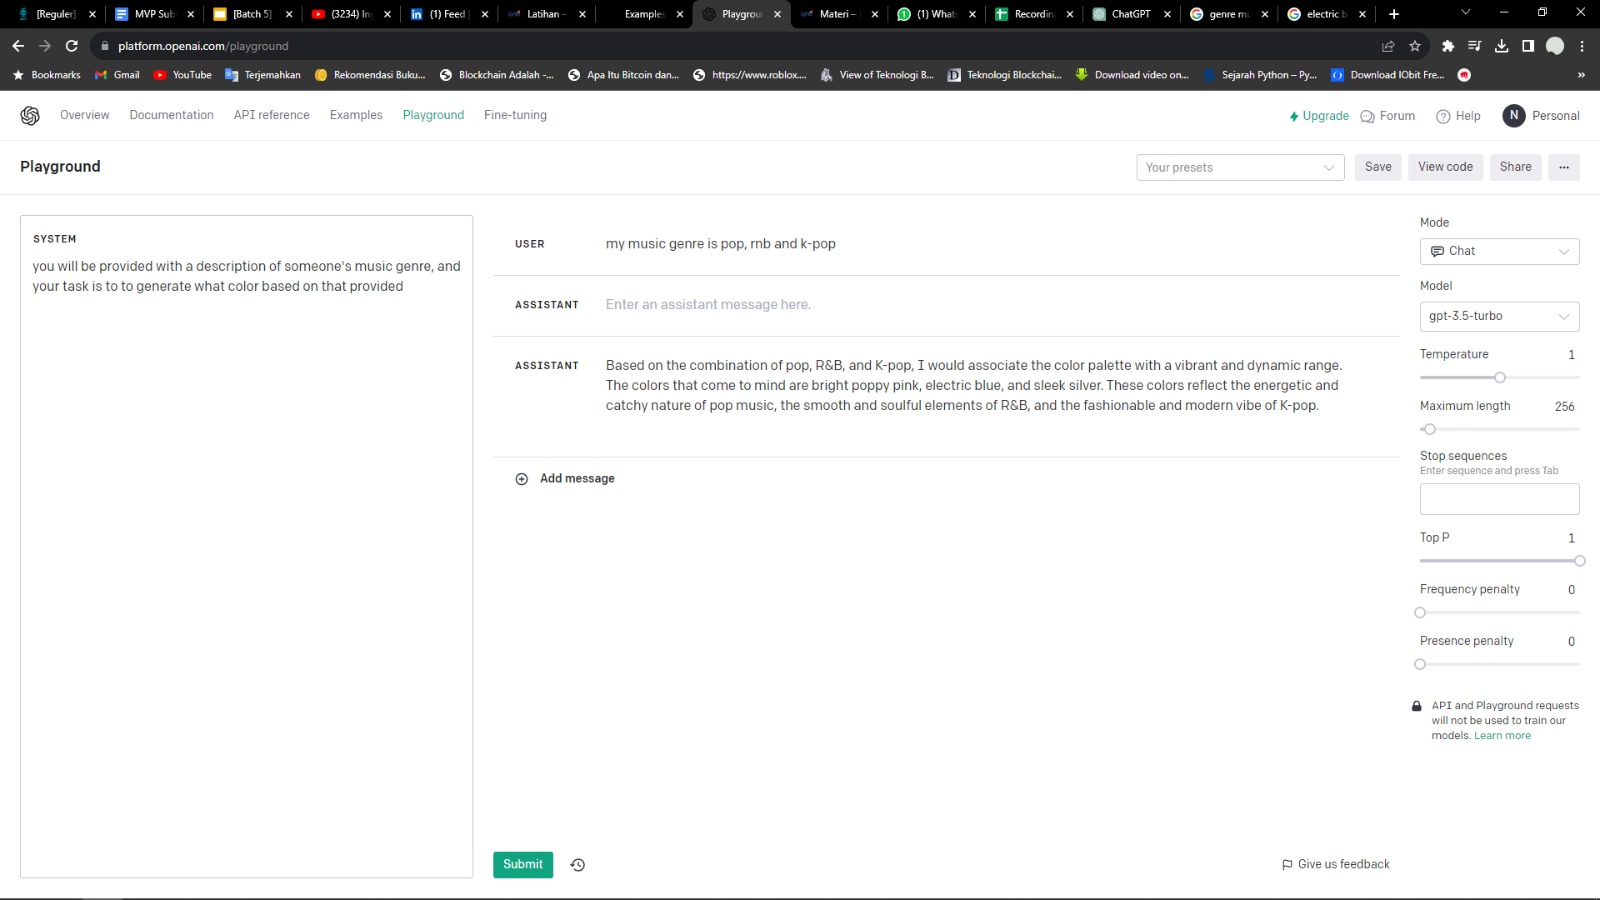 [Reguler]
MVP Sub
[Batch 5]
(3234) In
(1) Feed
Latihan –
Examples
Playgrou
Materi –
(1) Whats
Recordin
ChatGPT
genre mu
electric b
platform.openai.com/playground
Bookmarks
Gmail
YouTube
Terjemahkan
Rekomendasi Buku...
Blockchain Adalah -...
Apa Itu Bitcoin dan...
https://www.roblox....
View of Teknologi B...
Teknologi Blockchai...
Download video on...
Sejarah Python – Py...
Download IObit Fre...
»
Overview
Documentation
API reference
Examples
Playground
Fine-tuning
Upgrade
Forum
Help
N
Personal
Playground
Your presets
Save
View code
Share
...
SYSTEM
you will be provided with a description of someone's music genre, and
your task is to to generate what color based on that provided
USER
my music genre is pop, rnb and k-pop
ASSISTANT
Enter an assistant message here.
ASSISTANT
Based on the combination of pop, R&B, and K-pop, I would associate the color palette with a vibrant and dynamic range.
The colors that come to mind are bright poppy pink, electric blue, and sleek silver. These colors reflect the energetic and
catchy nature of pop music, the smooth and soulful elements of R&B, and the fashionable and modern vibe of K-pop.
Add message
Submit
Give us feedback
Mode
Chat
Model
gpt-3.5-turbo
Temperature 1
Maximum length 256
Stop sequences
Enter sequence and press Tab
Top P 1
Frequency penalty 0
Presence penalty 0
API and Playground requests
will not be used to train our
models. Learn more